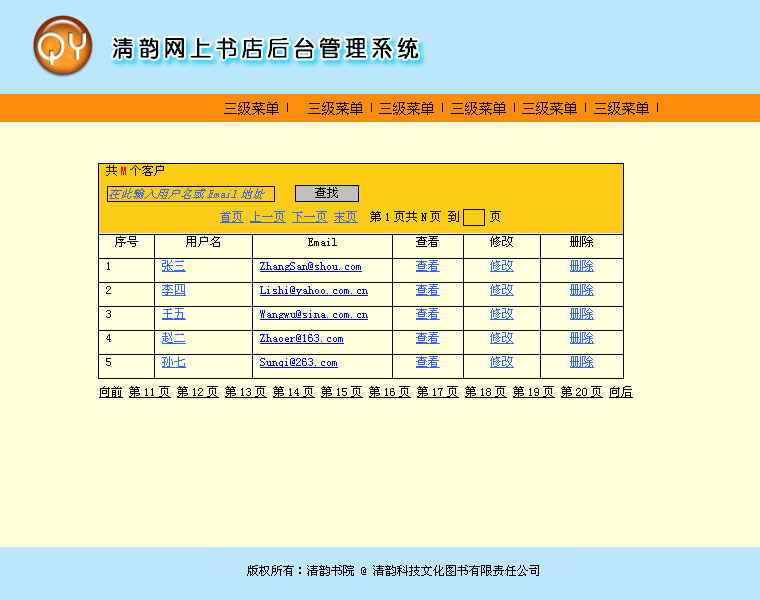 QY 清韵网上书店后台管理系统
三级菜单 | 三级菜单 | 三级菜单 | 三级菜单 | 三级菜单 | 三级菜单 |
共 M 个客户
在此输入用户名或 Email 地址 查找
首页 上一页 下一页 末页 第 1 页共 N 页 到 页
序号 用户名 Email 查看 修改 删除
1 张三 ZhangSan@shou.com 查看 修改 删除
2 李四 Lishi@yahoo.com.cn 查看 修改 删除
3 王五 Wangwu@sina.com.cn 查看 修改 删除
4 赵二 Zhaoer@163.com 查看 修改 删除
5 孙七 Sunqi@263.com 查看 修改 删除
向前 第 11 页 第 12 页 第 13 页 第 14 页 第 15 页 第 16 页 第 17 页 第 18 页 第 19 页 第 20 页 向后
版权所有：清韵书院 @ 清韵科技文化图书有限责任公司